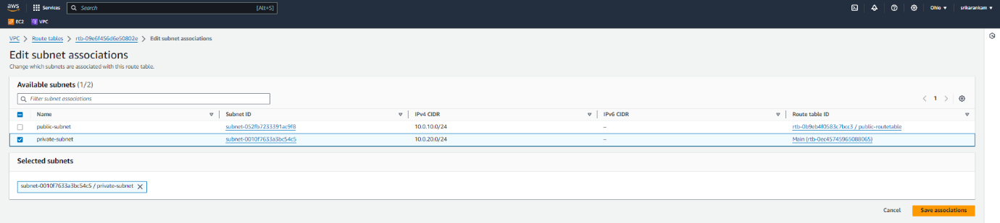 aws
Services
Search
[Alt+S]
Ohio
srikarankam
EC2
VPC
VPC > Route tables > rtb-09e6f456d6e50802e > Edit subnet associations
Edit subnet associations
Change which subnets are associated with this route table.
Available subnets (1/2)
Filter subnet associations
1
Name Subnet ID IPv4 CIDR IPv6 CIDR Route table ID
public-subnet subnet-052fb7233391ac9f8 10.0.10.0/24 – rtb-0b9eb4f0583c7bcc3 / public-routetable
private-subnet subnet-0010f7633a3bc54c5 10.0.20.0/24 – Main (rtb-0ec45745965088065)
Selected subnets
subnet-0010f7633a3bc54c5 / private-subnet
Cancel
Save associations